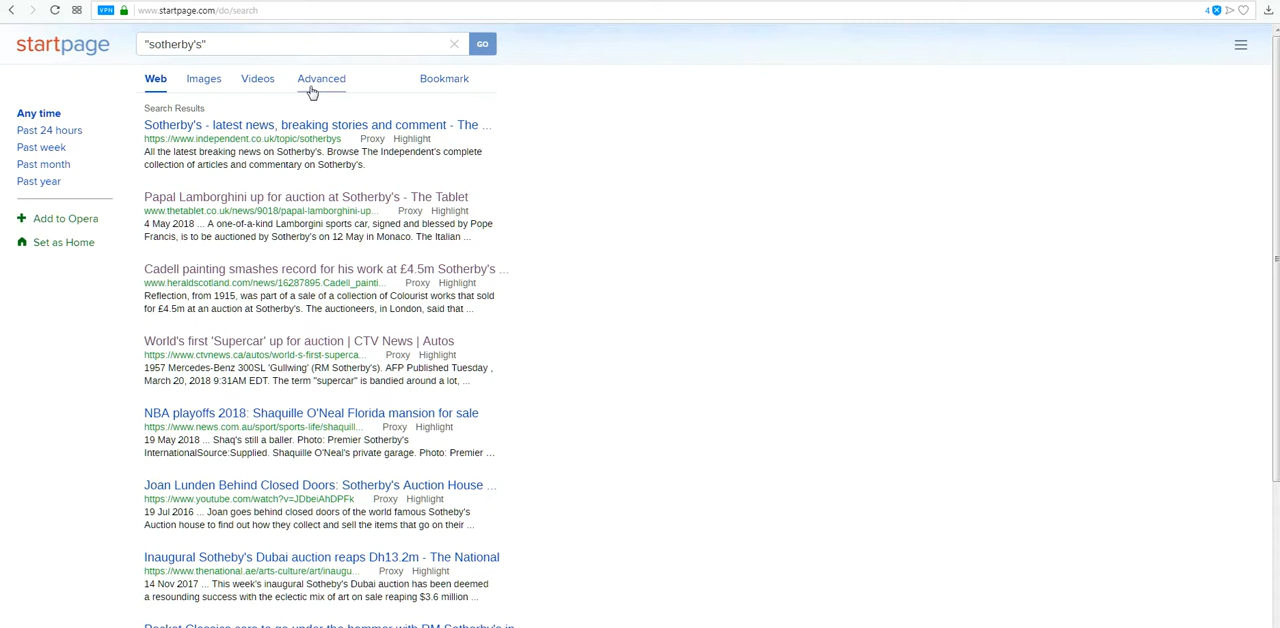 VPN
www.startpage.com/do/search
4
startpage
"sotherby's"
GO
Web Images Videos Advanced Bookmark
Search Results
Any time
Past 24 hours
Past week
Past month
Past year
Add to Opera
Set as Home
Sotherby's - latest news, breaking stories and comment - The ...
https://www.independent.co.uk/topic/sotherbys Proxy Highlight
All the latest breaking news on Sotherby's. Browse The Independent's complete
collection of articles and commentary on Sotherby's.
Papal Lamborghini up for auction at Sotherby's - The Tablet
www.thetablet.co.uk/news/9018/papal-lamborghini-up... Proxy Highlight
4 May 2018 ... A one-of-a-kind Lamborgini sports car, signed and blessed by Pope
Francis, is to be auctioned by Sotherby's on 12 May in Monaco. The Italian ...
Cadell painting smashes record for his work at £4.5m Sotherby's ...
www.heraldscotland.com/news/16287895.Cadell_painti... Proxy Highlight
Reflection, from 1915, was part of a sale of a collection of Colourist works that sold
for £4.5m at an auction at Sotherby's. The auctioneers, in London, said that ...
World's first 'Supercar' up for auction | CTV News | Autos
https://www.ctvnews.ca/autos/world-s-first-superca... Proxy Highlight
1957 Mercedes-Benz 300SL 'Gullwing' (RM Sotherby's). AFP Published Tuesday ,
March 20, 2018 9:31AM EDT. The term "supercar" is bandied around a lot, ...
NBA playoffs 2018: Shaquille O'Neal Florida mansion for sale
https://www.news.com.au/sport/sports-life/shaquill... Proxy Highlight
19 May 2018 ... Shaq's still a baller. Photo: Premier Sotherby's
InternationalSource:Supplied. Shaquille O'Neal's private garage. Photo: Premier ...
Joan Lunden Behind Closed Doors: Sotherby's Auction House ...
https://www.youtube.com/watch?v=JDbeiAhDPFk Proxy Highlight
19 Jul 2016 ... Joan goes behind closed doors of the world famous Sotheby's
Auction house to find out how they collect and sell the items that go on their ...
Inaugural Sotheby's Dubai auction reaps Dh13.2m - The National
https://www.thenational.ae/arts-culture/art/inaugu... Proxy Highlight
14 Nov 2017 ... This week's inaugural Sotheby's Dubai auction has been deemed
a resounding success with the eclectic mix of art on sale reaping $3.6 million ...
Pocket Classics cars to go under the hammer with RM Sotherby's in